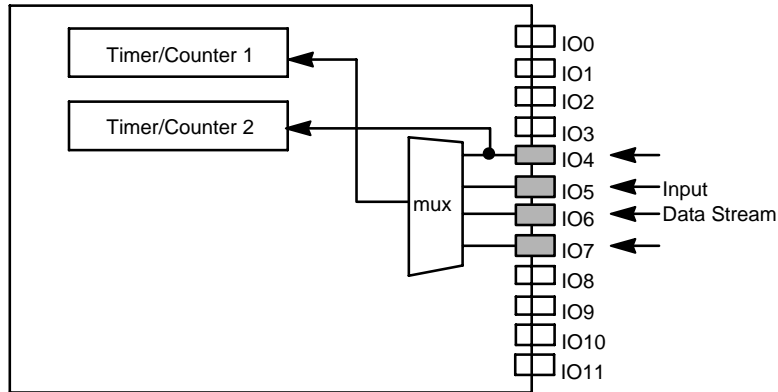 Timer/Counter 1
Timer/Counter 2
mux
IO0
IO1
IO2
IO3
IO4
IO5
IO6
IO7
IO8
IO9
IO10
IO11
Input
Data Stream